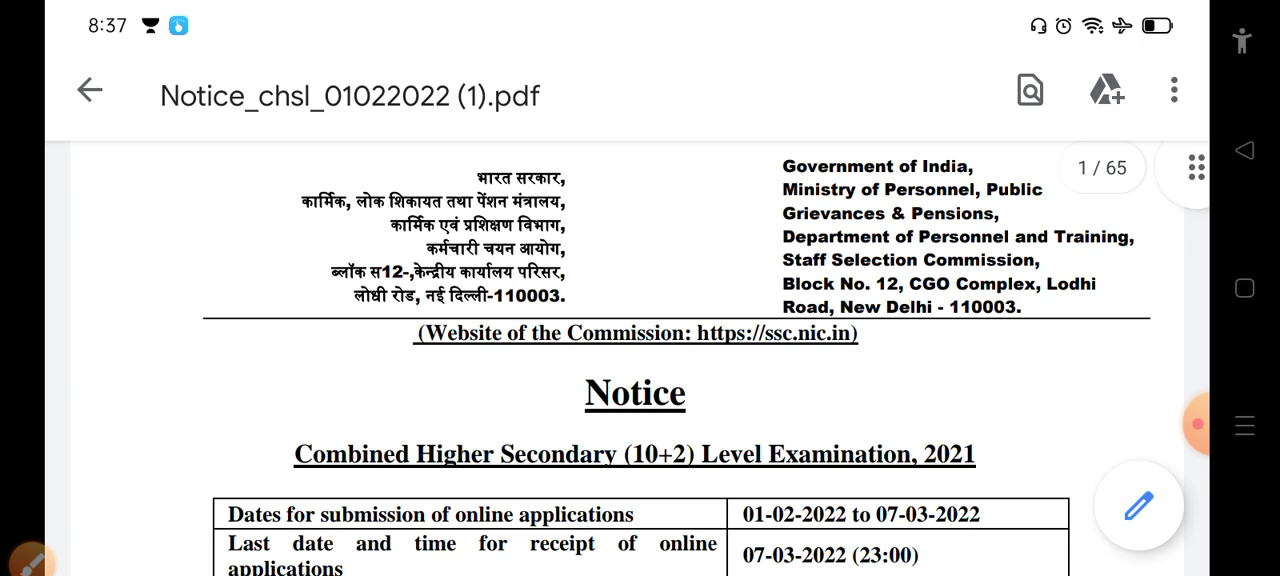 8:37
Notice_chsl_01022022 (1).pdf
1 / 65
भारत सरकार,
कार्मिक, लोक शिकायत तथा पेंशन मंत्रालय,
कार्मिक एवं प्रशिक्षण विभाग,
कर्मचारी चयन आयोग,
ब्लॉक स12-,केन्द्रीय कार्यालय परिसर,
लोधी रोड, नई दिल्ली-110003.
Government of India,
Ministry of Personnel, Public
Grievances & Pensions,
Department of Personnel and Training,
Staff Selection Commission,
Block No. 12, CGO Complex, Lodhi
Road, New Delhi - 110003.
(Website of the Commission: https://ssc.nic.in)
Notice
Combined Higher Secondary (10+2) Level Examination, 2021
Dates for submission of online applications 01-02-2022 to 07-03-2022
Last date and time for receipt of online
applications 07-03-2022 (23:00)